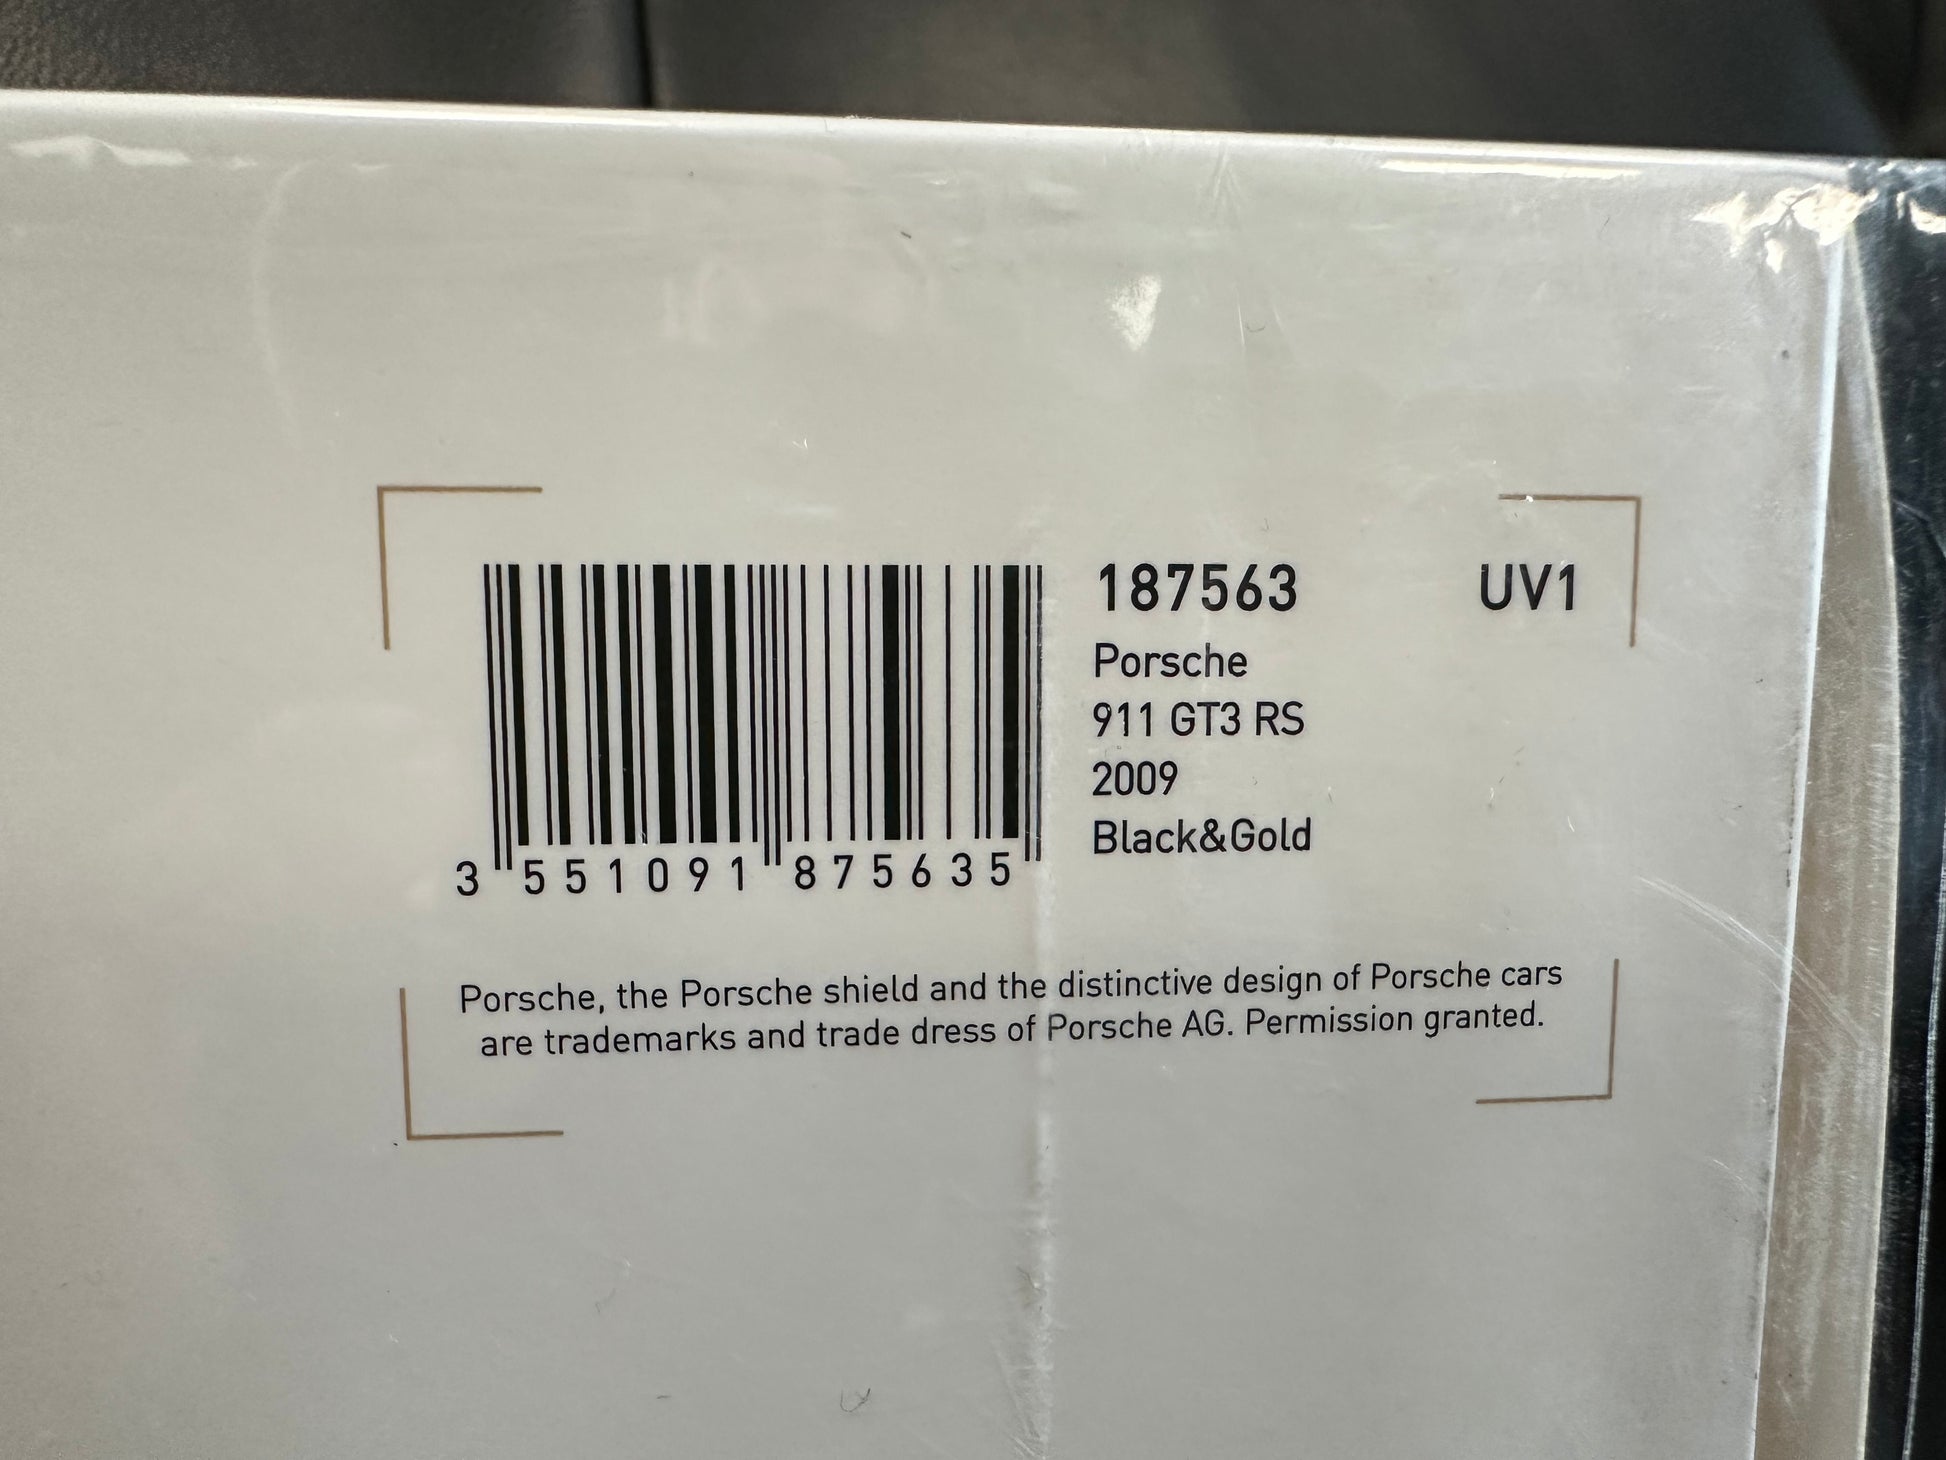 187563 UV1
Porsche
911 GT3 RS
2009
Black&Gold
3 551091 875635
Porsche, the Porsche shield and the distinctive design of Porsche cars
are trademarks and trade dress of Porsche AG. Permission granted.